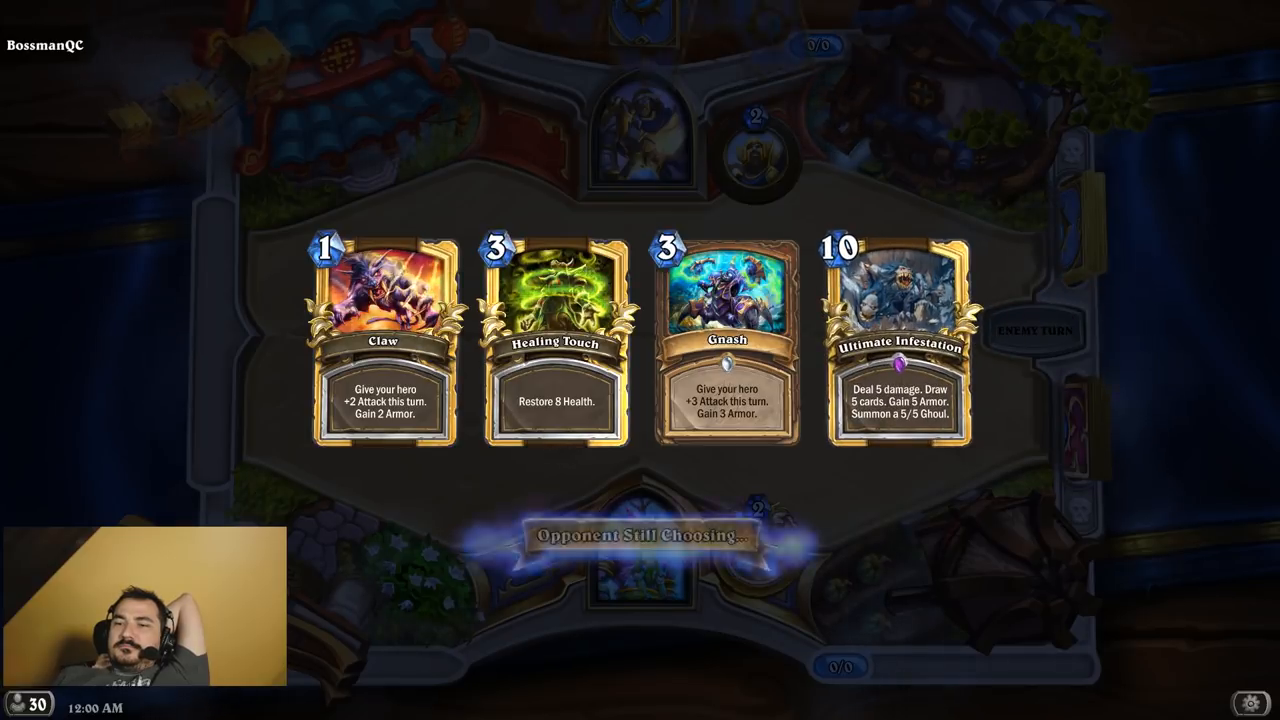 BossmanQC
0/0
2
1
3
3
10
Claw
Healing Touch
Gnash
Ultimate Infestation
Give your hero
+2 Attack this turn.
Gain 2 Armor.
Restore 8 Health.
Give your hero
+3 Attack this turn.
Gain 3 Armor.
Deal 5 damage. Draw
5 cards. Gain 5 Armor.
Summon a 5/5 Ghoul.
ENEMY TURN
2
Opponent Still Choosing...
0/0
30
12:00 AM